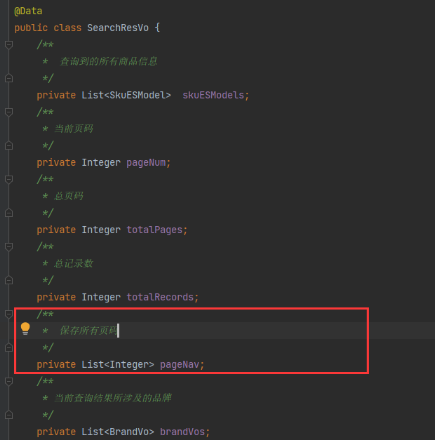 @Data
public class SearchResVo {
/**
* 查询到的所有商品信息
*/
private List<SkuESModel> skuESModels;
/**
* 当前页码
*/
private Integer pageNum;
/**
* 总页码
*/
private Integer totalPages;
/**
* 总记录数
*/
private Integer totalRecords;
/**
* 保存所有页码
*/
private List<Integer> pageNav;
/**
* 当前查询结果所涉及的品牌
*/
private List<BrandVo> brandVos;